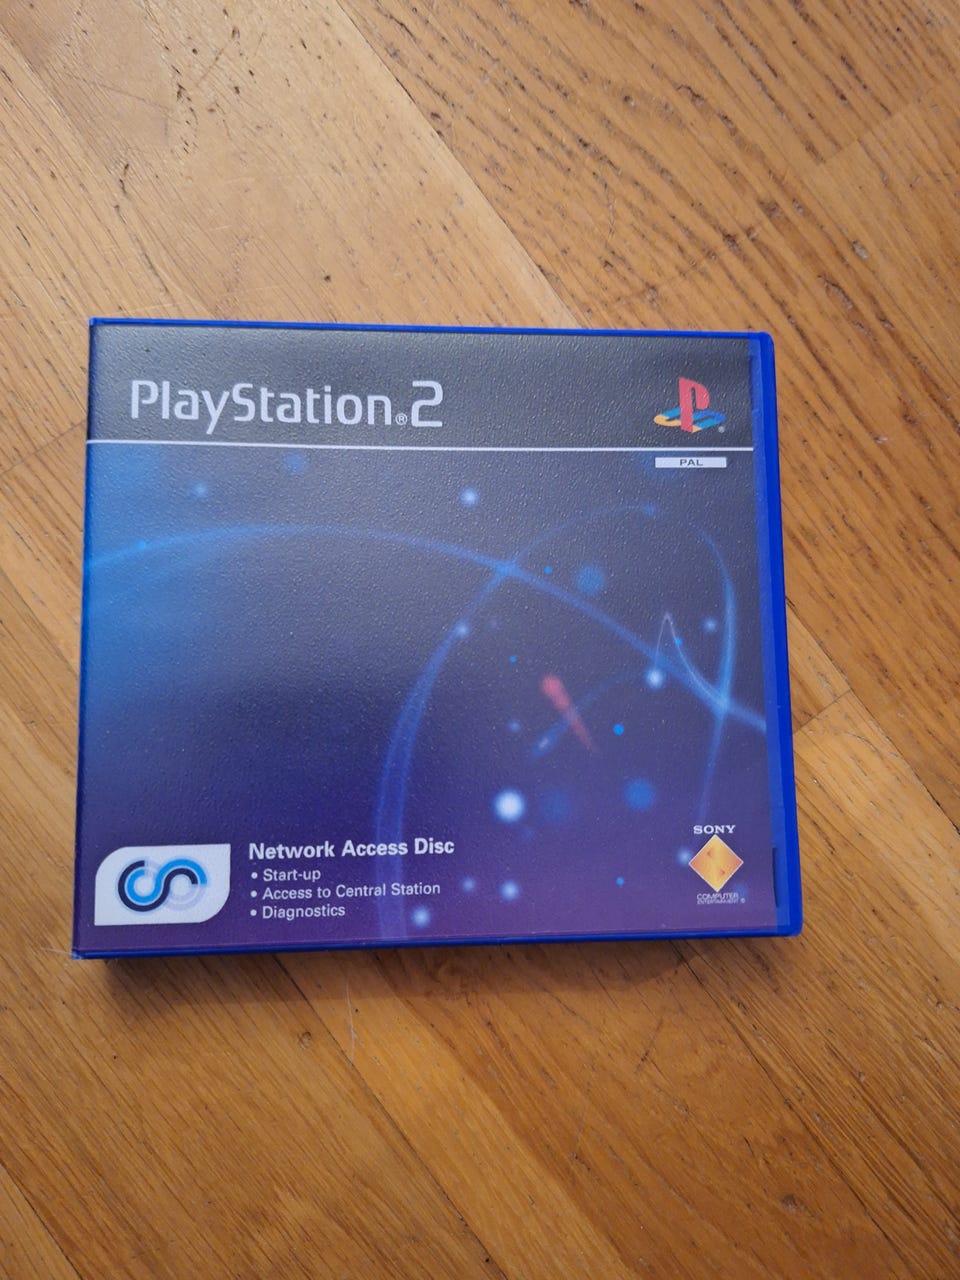 PlayStation®2
PAL
Network Access Disc
• Start-up
• Access to Central Station
• Diagnostics
SONY
COMPUTER
ENTERTAINMENT®